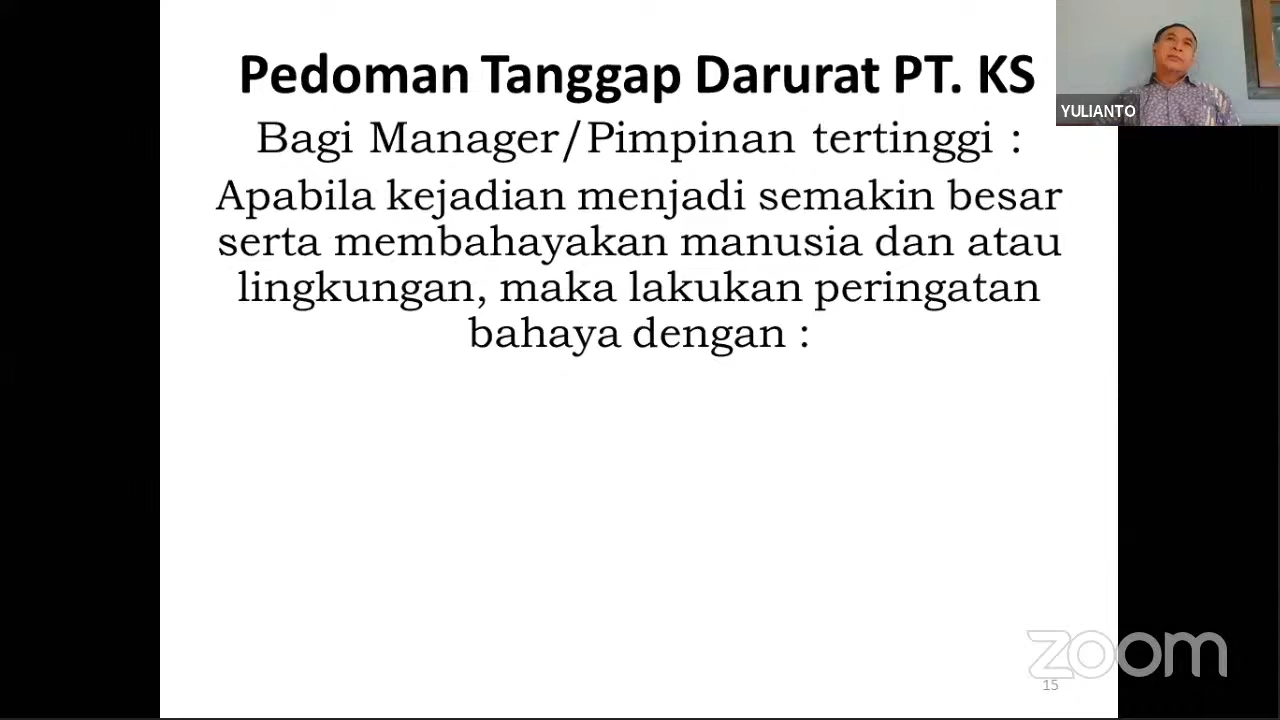 Pedoman Tanggap Darurat PT. KS
YULIANTO
Bagi Manager/Pimpinan tertinggi :
Apabila kejadian menjadi semakin besar
serta membahayakan manusia dan atau
lingkungan, maka lakukan peringatan
bahaya dengan :
zoom
15